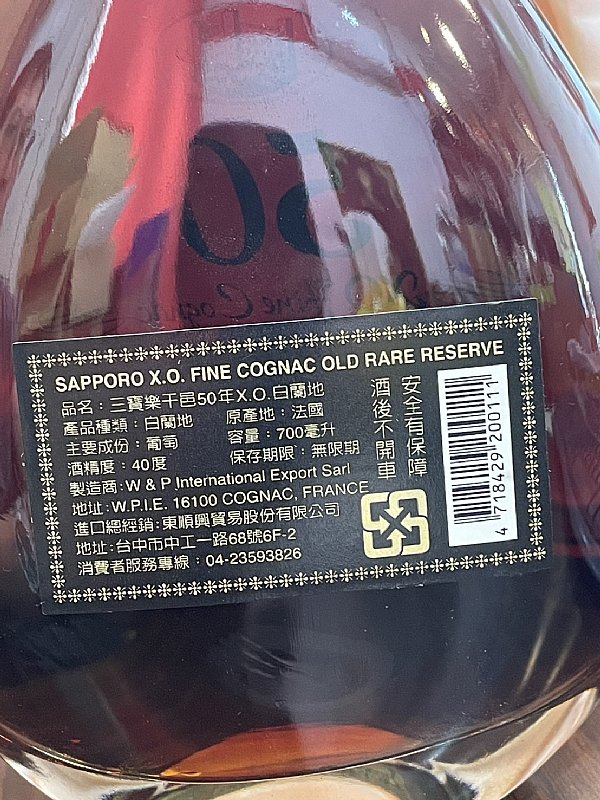 50
Fine Cognac
SAPPORO X.O. FINE COGNAC OLD RARE RESERVE
品名：三寶樂干邑50年X.O.白蘭地
產品種類：白蘭地 原產地：法國
主要成份：葡萄 容量：700毫升
酒精度：40度 保存期限：無限期
製造商：W & P International Export Sarl
地址：W.P.I.E. 16100 COGNAC, FRANCE
進口總經銷：東順興貿易股份有限公司
地址：台中市中工一路68號6F-2
消費者服務專線：04-23593826
酒後不開車
安全有保障
4 718429 200111